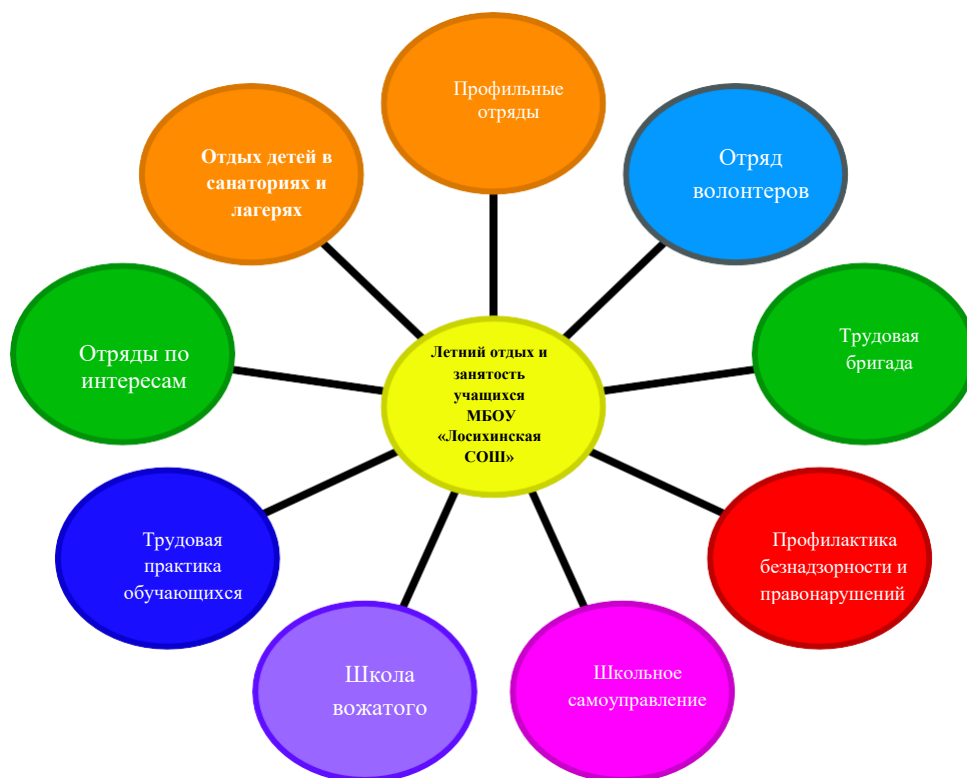 Профильные
отряды
Отряд
волонтеров
Трудовая
бригада
Профилактика
безнадзорности и
правонарушений
Школьное
самоуправление
Школа
вожатого
Трудовая
практика
обучающихся
Отряды по
интересам
Отдых детей в
санаториях и
лагерях
Летний отдых и
занятость
учащихся
МБОУ
«Лосихинская
СОШ»